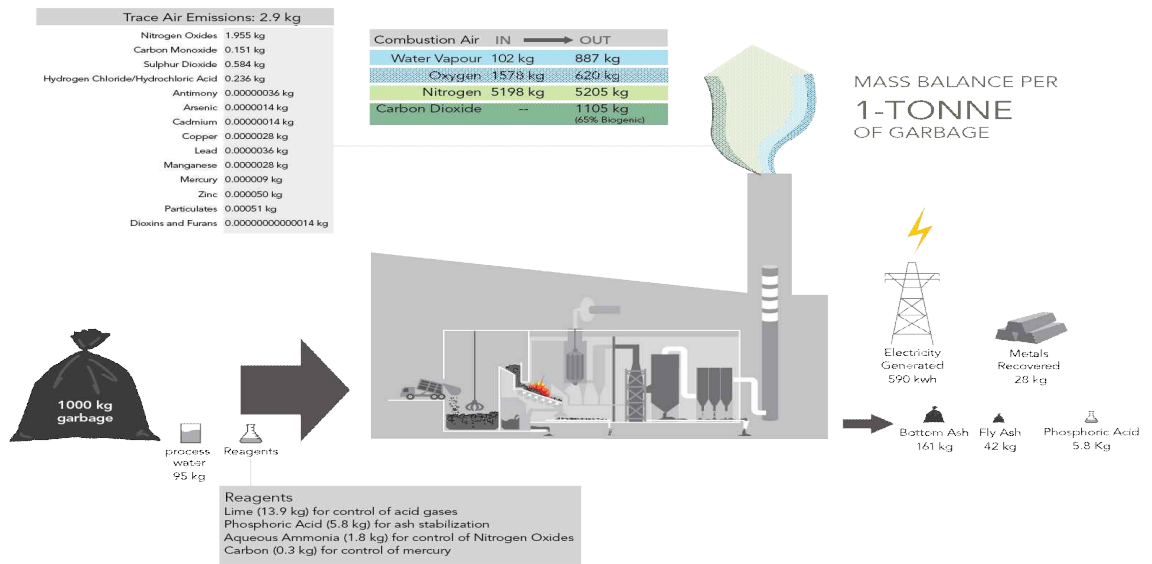 Trace Air Emissions: 2.9 kg
Nitrogen Oxides 1.955 kg
Carbon Monoxide 0.151 kg
Sulphur Dioxide 0.584 kg
Hydrogen Chloride/Hydrochloric Acid 0.236 kg
Antimony 0.00000036 kg
Arsenic 0.0000014 kg
Cadmium 0.00000014 kg
Copper 0.0000028 kg
Lead 0.0000036 kg
Manganese 0.0000028 kg
Mercury 0.000009 kg
Zinc 0.000050 kg
Particulates 0.00051 kg
Dioxins and Furans 0.00000000000014 kg
Combustion Air IN OUT
Water Vapour 102 kg 887 kg
Oxygen 1578 kg 620 kg
Nitrogen 5198 kg 5205 kg
Carbon Dioxide -- 1105 kg
(65% Biogenic)
MASS BALANCE PER
1-TONNE
OF GARBAGE
1000 kg
garbage
process
water
95 kg
Reagents
Reagents
Lime (13.9 kg) for control of acid gases
Phosphoric Acid (5.8 kg) for ash stabilization
Aqueous Ammonia (1.8 kg) for control of Nitrogen Oxides
Carbon (0.3 kg) for control of mercury
Electricity
Generated
590 kwh
Metals
Recovered
28 kg
Bottom Ash
161 kg
Fly Ash
42 kg
Phosphoric Acid
5.8 Kg